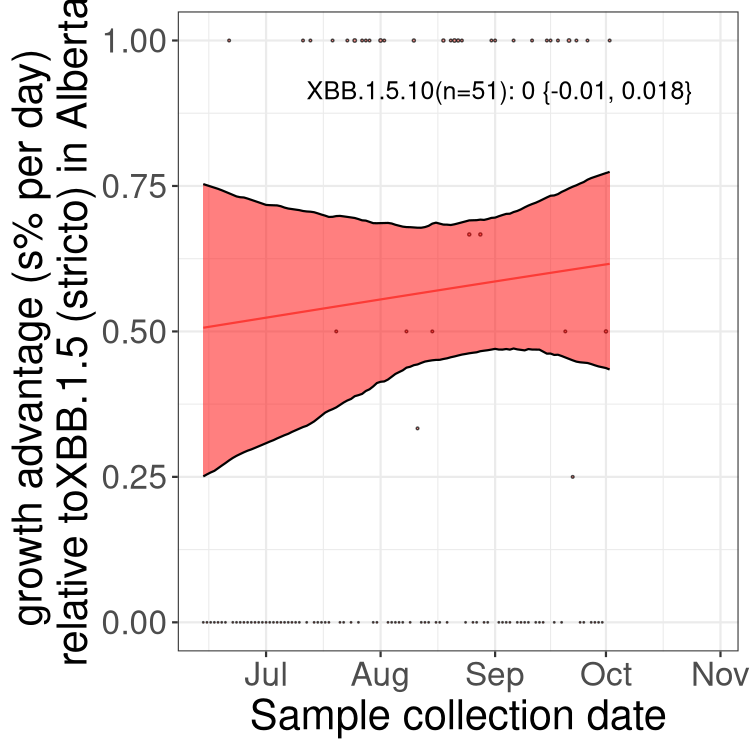 growth advantage (s% per day)
relative toXBB.1.5 (stricto) in Alberta
1.00
0.75
0.50
0.25
0.00
XBB.1.5.10(n=51): 0 {-0.01, 0.018}
Jul Aug Sep Oct Nov
Sample collection date